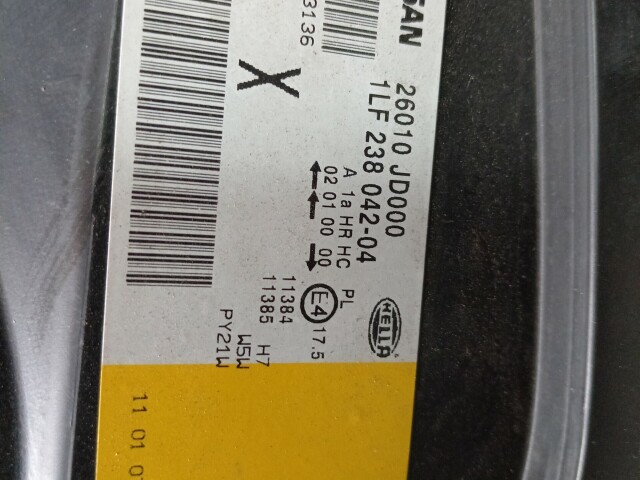 SAN
3136
X
26010 JD000
1LF 238 042-04
A 1a HR HC PL
02 01 00 00 E4 17.5
11384
11385
H7
W5W
PY21W
HELLA
11 01 07